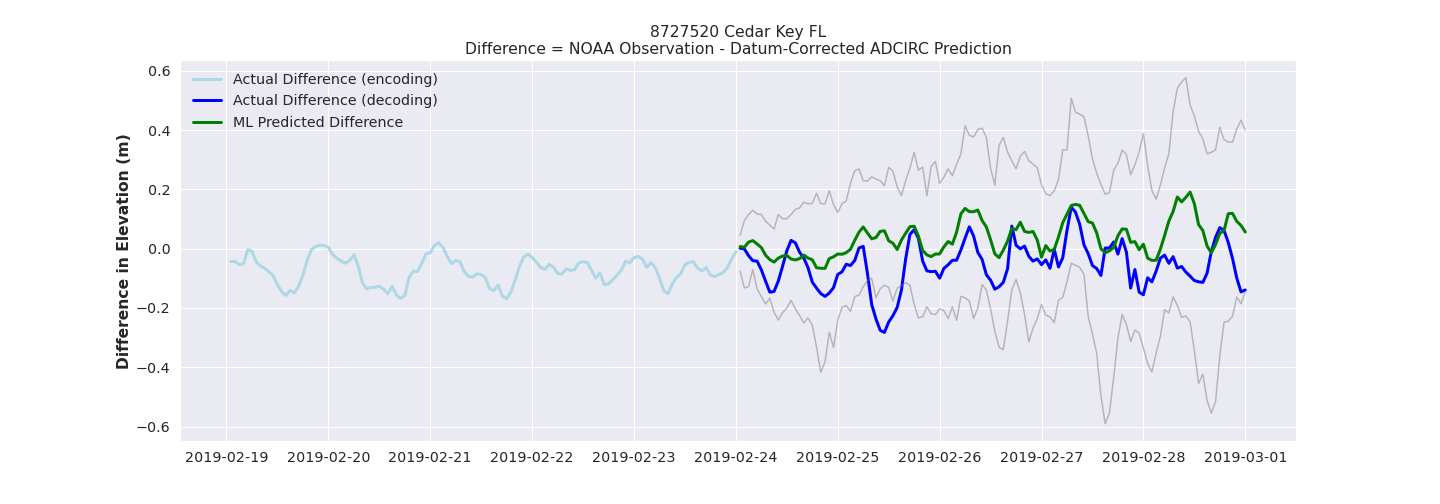 8727520 Cedar Key FL
Difference = NOAA Observation - Datum-Corrected ADCIRC Prediction
Actual Difference (encoding)
Actual Difference (decoding)
ML Predicted Difference
Difference in Elevation (m)
0.6
0.4
0.2
0.0
−0.2
−0.4
−0.6
2019-02-19 2019-02-20 2019-02-21 2019-02-22 2019-02-23 2019-02-24 2019-02-25 2019-02-26 2019-02-27 2019-02-28 2019-03-01